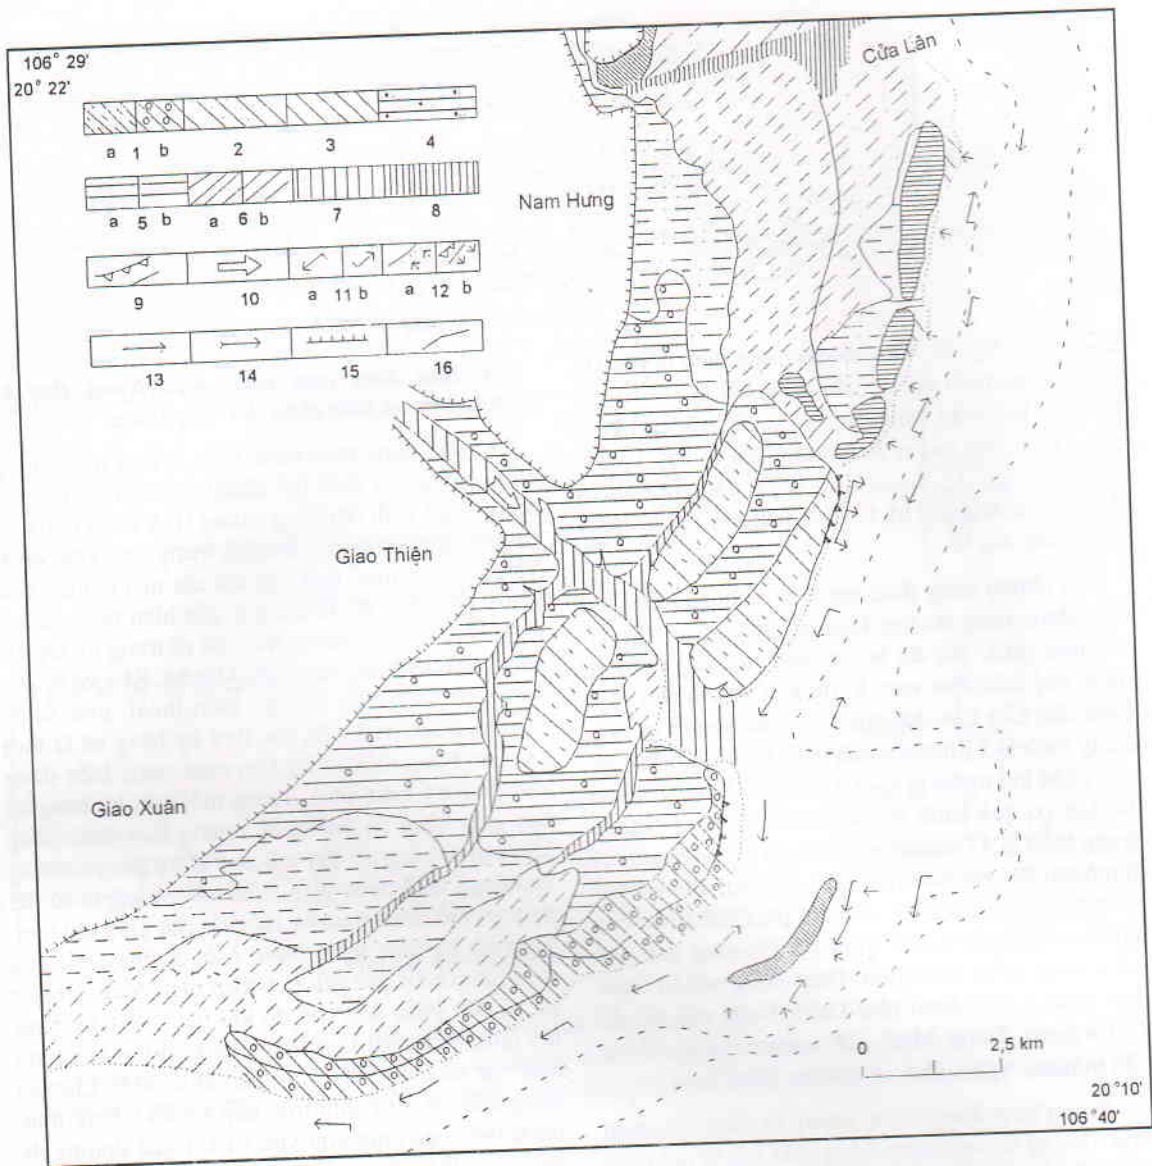 106° 29'
20° 22'
Cửa Lân
a 1 b 2 3 4
Nam Hưng
a 5 b a 6 b 7 8
9 10 a 11 b a 12 b
13 14 15 16
Giao Thiện
Giao Xuân
0 2,5 km
20° 10'
106° 40'